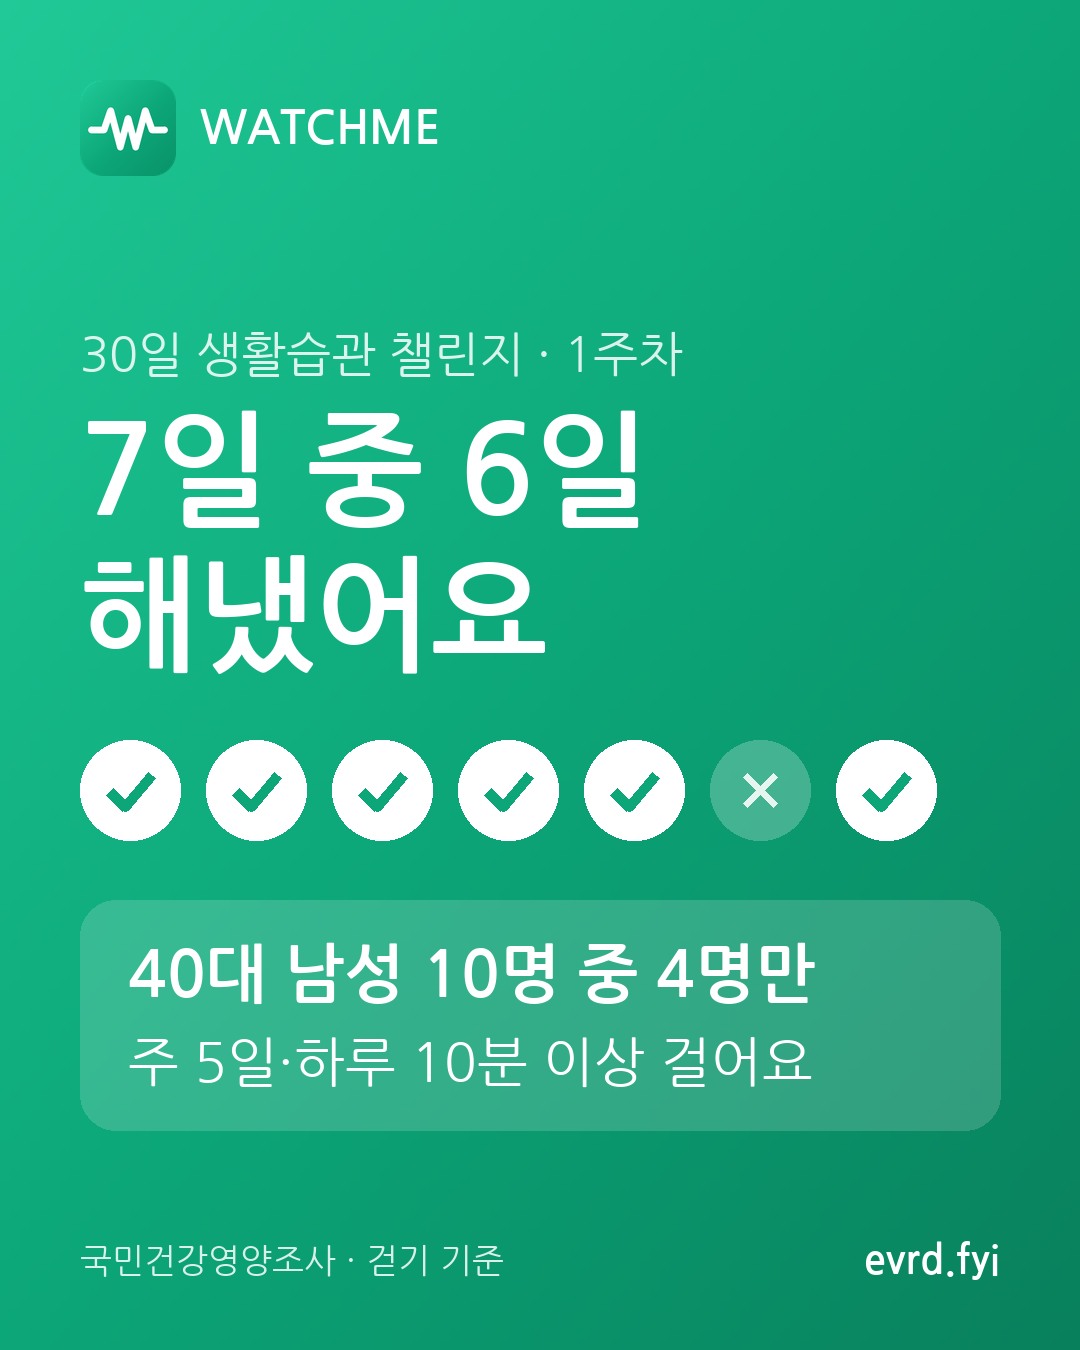 WATCHME
30일 생활습관 챌린지 · 1주차
7일 중 6일
해냈어요
40대 남성 10명 중 4명만
주 5일·하루 10분 이상 걸어요
국민건강영양조사 · 걷기 기준
evrd.fyi